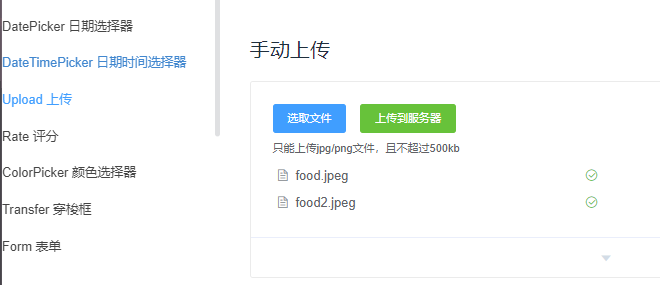 DatePicker 日期选择器
DateTimePicker 日期时间选择器
Upload 上传
Rate 评分
ColorPicker 颜色选择器
Transfer 穿梭框
Form 表单
手动上传
选取文件 上传到服务器
只能上传jpg/png文件，且不超过500kb
food.jpeg
food2.jpeg